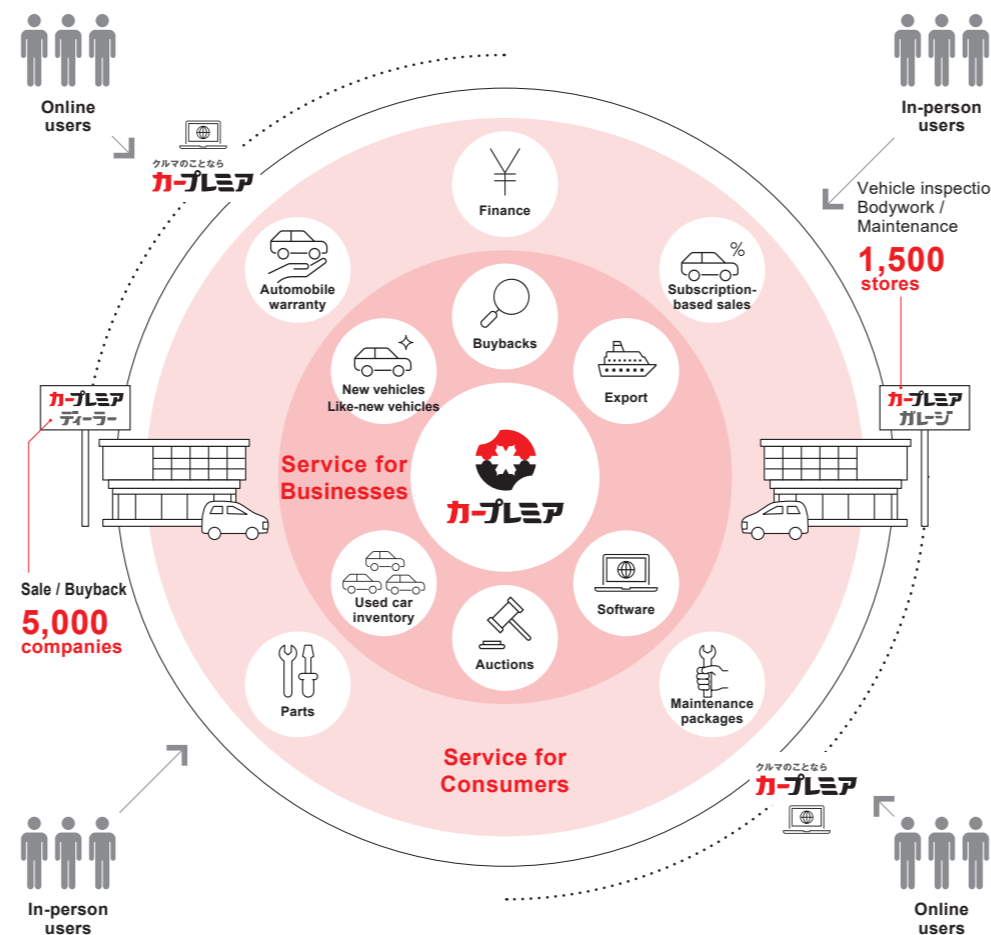 Online
users
In-person
users
クルマのことなら
カープレミア
Vehicle inspectio
Bodywork /
Maintenance
1,500
stores
Finance
Automobile
warranty
Subscription-
based sales
%
Buybacks
New vehicles
Like-new vehicles
Export
カープレミア
ディーラー
カープレミア
ガレージ
Service for
Businesses
カープレミア
Sale / Buyback
5,000
companies
Used car
inventory
Software
Auctions
Parts
Maintenance
packages
Service for
Consumers
クルマのことなら
カープレミア
In-person
users
Online
users